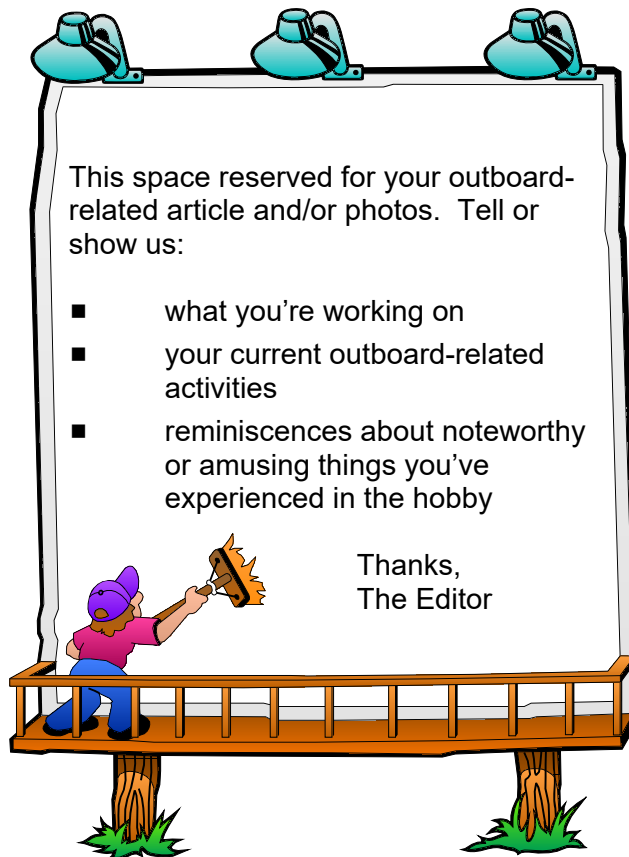 This space reserved for your outboard-
related article and/or photos.  Tell or
show us:
■ what you’re working on
■ your current outboard-related
activities
■ reminiscences about noteworthy
or amusing things you’ve
experienced in the hobby
Thanks,
The Editor